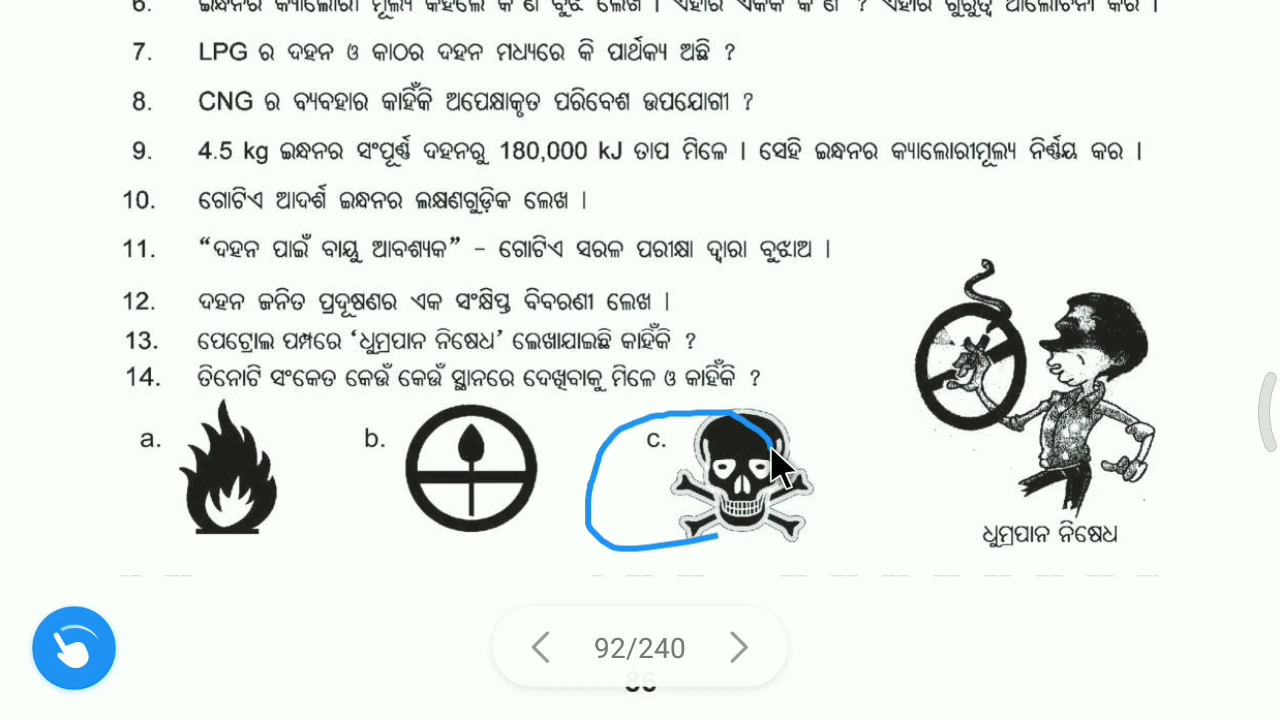 7. LPG ର ଦହନ ଓ କାଠର ଦହନ ମଧ୍ୟରେ କି ପାର୍ଥକ୍ୟ ଅଛି ?
8. CNG ର ବ୍ୟବହାର କାହିଁକି ଅପେକ୍ଷାକୃତ ପରିବେଶ ଉପଯୋଗୀ ?
9. 4.5 kg ଇନ୍ଧନର ସଂପୂର୍ଣ୍ଣ ଦହନରୁ 180,000 kJ ତାପ ମିଳେ । ସେହି ଇନ୍ଧନର କ୍ୟାଲୋରୀମୂଲ୍ୟ ନିର୍ଣ୍ଣୟ କର ।
10. ଗୋଟିଏ ଆଦର୍ଶ ଇନ୍ଧନର ଲକ୍ଷଣଗୁଡ଼ିକ ଲେଖ ।
11. “ଦହନ ପାଇଁ ବାୟୁ ଆବଶ୍ୟକ” – ଗୋଟିଏ ସରଳ ପରୀକ୍ଷା ଦ୍ୱାରା ବୁଝାଅ ।
12. ଦହନ ଜନିତ ପ୍ରଦୂଷଣର ଏକ ସଂକ୍ଷିପ୍ତ ବିବରଣୀ ଲେଖ ।
13. ପେଟ୍ରୋଲ ପମ୍ପରେ ‘ଧୂମ୍ରପାନ ନିଷେଧ’ ଲେଖାଯାଇଛି କାହିଁକି ?
14. ତିନୋଟି ସଂକେତ କେଉଁ କେଉଁ ସ୍ଥାନରେ ଦେଖିବାକୁ ମିଳେ ଓ କାହିଁକି ?
a. b. c.
ଧୂମ୍ରପାନ ନିଷେଧ
92/240